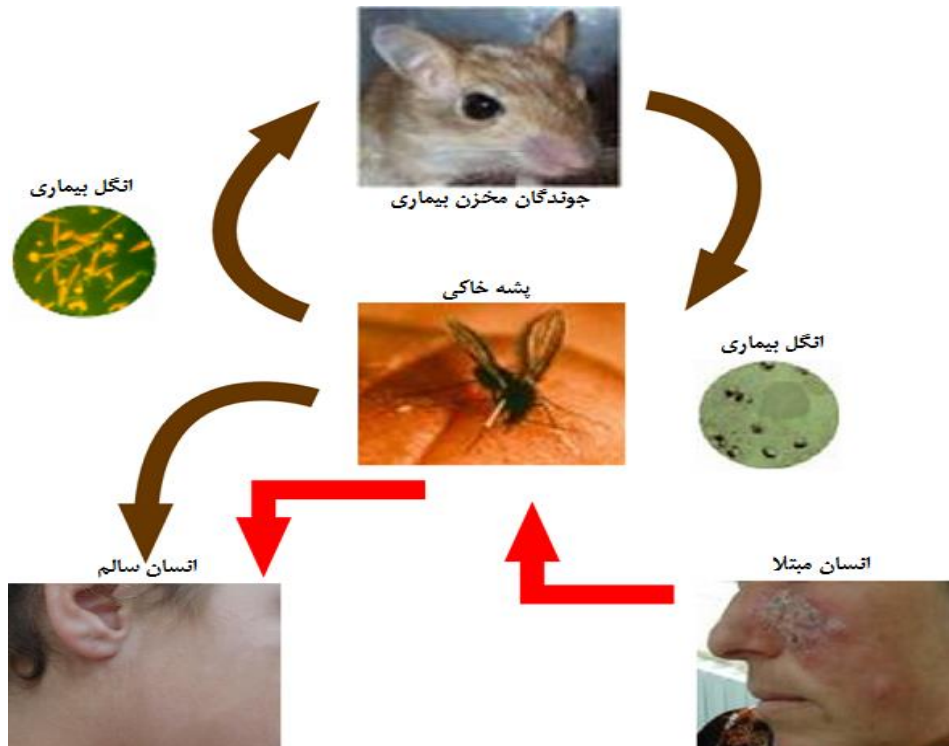 جوندگان مخزن بیماری
انگل بیماری
پشه خاکی
انگل بیماری
انسان سالم
انسان مبتلا